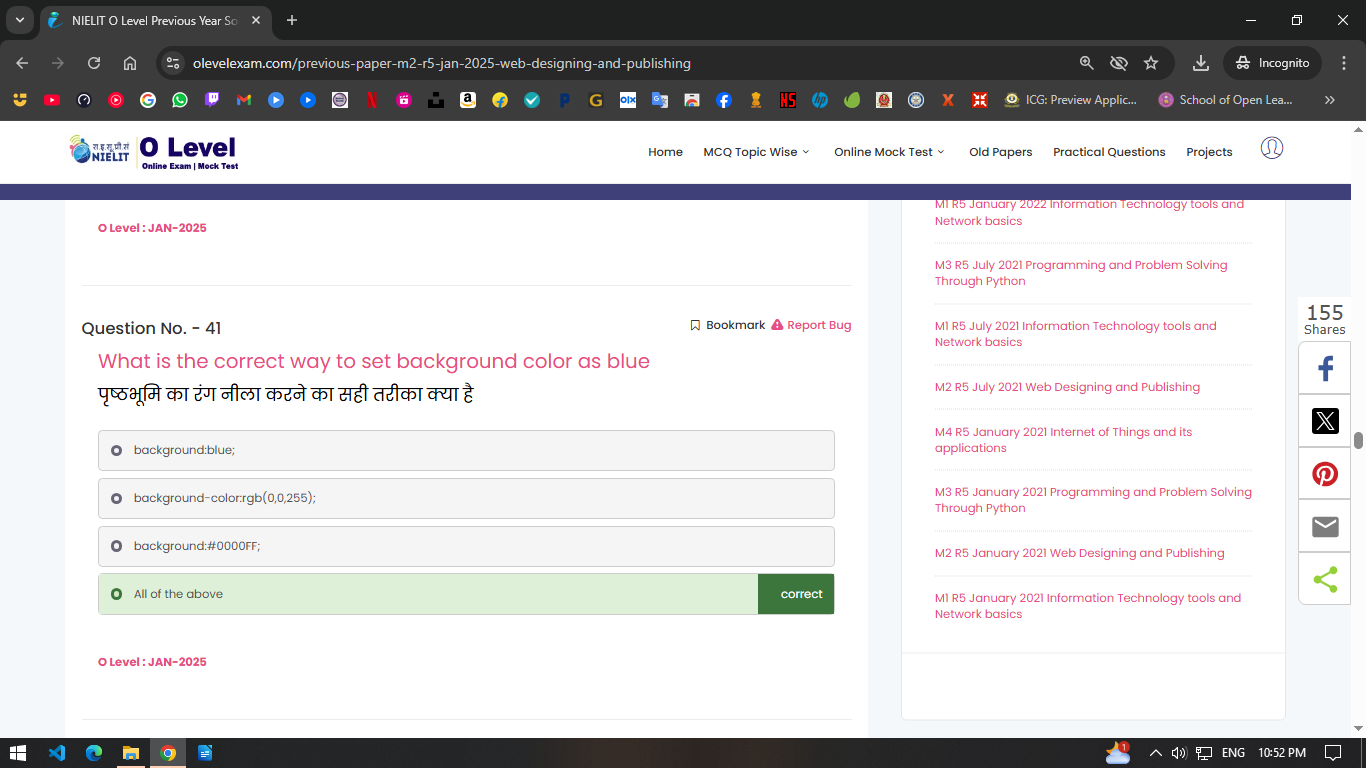 NIELIT O Level Previous Year So
olevelexam.com/previous-paper-m2-r5-jan-2025-web-designing-and-publishing
Incognito
ICG: Preview Applic...
School of Open Lea...
NIELIT
O Level
Online Exam | Mock Test
Home
MCQ Topic Wise
Online Mock Test
Old Papers
Practical Questions
Projects
O Level : JAN-2025
Question No. - 41
Bookmark
Report Bug
What is the correct way to set background color as blue
पृष्ठभूमि का रंग नीला करने का सही तरीका क्या है
background:blue;
background-color:rgb(0,0,255);
background:#0000FF;
All of the above
correct
O Level : JAN-2025
M1 R5 January 2022 Information Technology tools and
Network basics
M3 R5 July 2021 Programming and Problem Solving
Through Python
M1 R5 July 2021 Information Technology tools and
Network basics
M2 R5 July 2021 Web Designing and Publishing
M4 R5 January 2021 Internet of Things and its
applications
M3 R5 January 2021 Programming and Problem Solving
Through Python
M2 R5 January 2021 Web Designing and Publishing
M1 R5 January 2021 Information Technology tools and
Network basics
155
Shares
1
ENG
10:52 PM